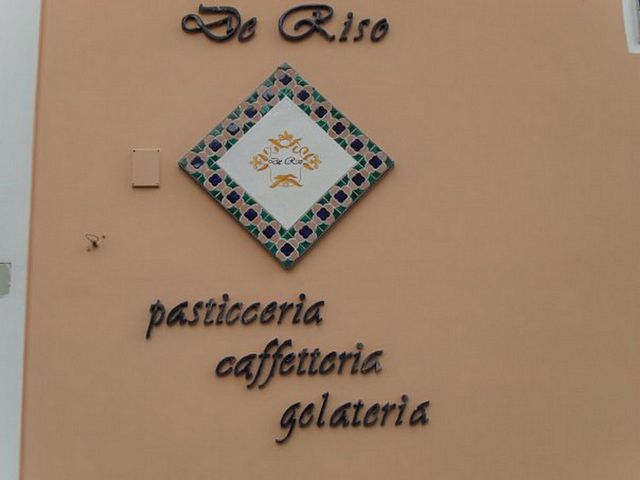 De Riso
De Riso
pasticceria
caffetteria
gelateria